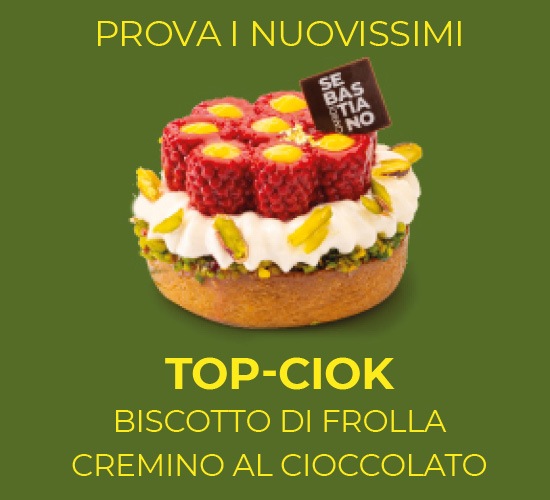 PROVA I NUOVISSIMI
SE
BAS
TIA
NO
TOP-CIOK
BISCOTTO DI FROLLA
CREMINO AL CIOCCOLATO